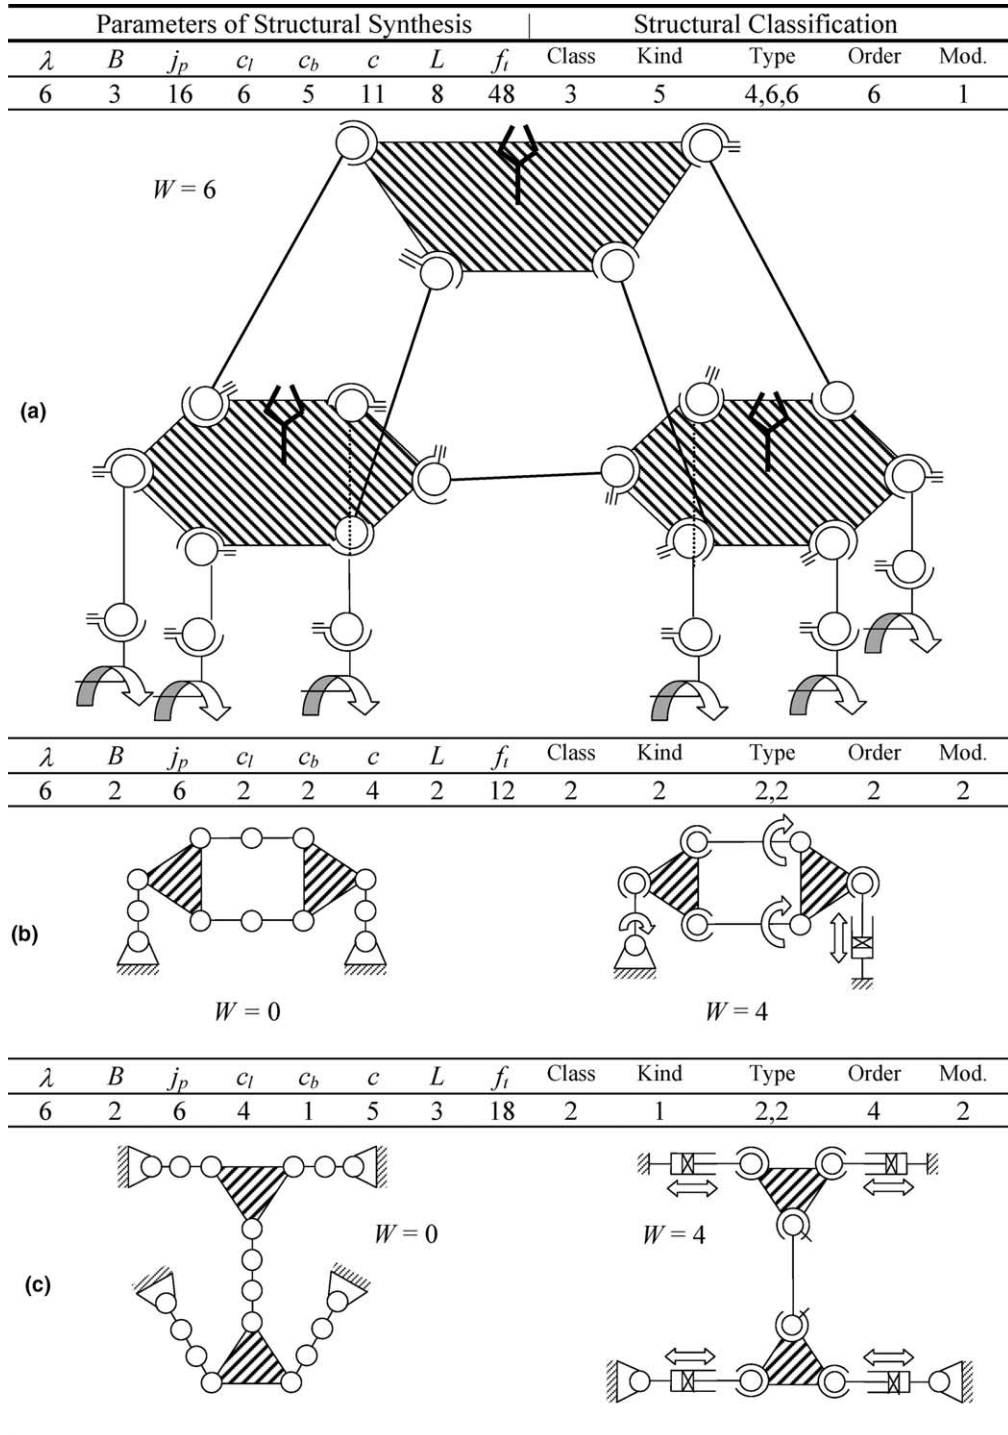 Parameters of Structural Synthesis Structural Classification
λ B jp cl cb c L ft Class Kind Type Order Mod.
6 3 16 6 5 11 8 48 3 5 4,6,6 6 1
W = 6
(a)
λ B jp cl cb c L ft Class Kind Type Order Mod.
6 2 6 2 2 4 2 12 2 2 2,2 2 2
(b)
W = 0 W = 4
λ B jp cl cb c L ft Class Kind Type Order Mod.
6 2 6 4 1 5 3 18 2 1 2,2 4 2
W = 0 W = 4
(c)